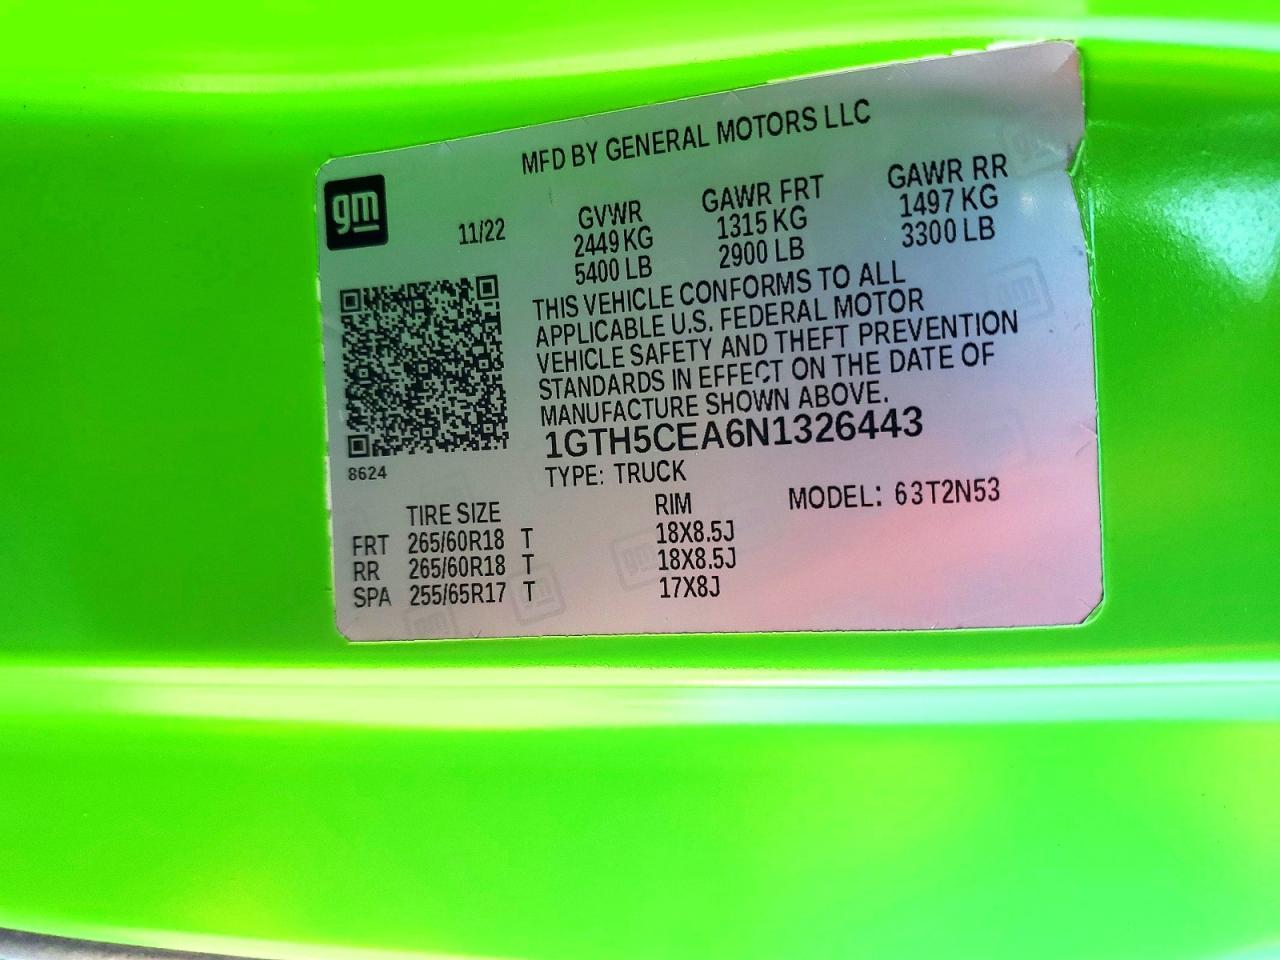 MFD BY GENERAL MOTORS LLC
gm
11/22
GVWR GAWR FRT GAWR RR
2449 KG 1315 KG 1497 KG
5400 LB 2900 LB 3300 LB
THIS VEHICLE CONFORMS TO ALL
APPLICABLE U.S. FEDERAL MOTOR
VEHICLE SAFETY AND THEFT PREVENTION
STANDARDS IN EFFECT ON THE DATE OF
MANUFACTURE SHOWN ABOVE.
1GTH5CEA6N1326443
8624
TYPE: TRUCK
MODEL: 63T2N53
TIRE SIZE RIM
FRT 265/60R18 T 18X8.5J
RR 265/60R18 T 18X8.5J
SPA 255/65R17 T 17X8J